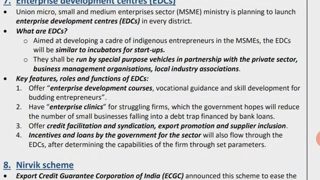 7. Enterprise development centres (EDCs)
• Union micro, small and medium enterprises sector (MSME) ministry is planning to launch
enterprise development centres (EDCs) in every district.
• What are EDCs?
o Aimed at developing a cadre of indigenous entrepreneurs in the MSMEs, the EDCs
will be similar to incubators for start-ups.
o They shall be run by special purpose vehicles in partnership with the private sector,
business management organisations, local industry associations.
• Key features, roles and functions of EDCs:
1. Offer "enterprise development courses, vocational guidance and skill development for
budding entrepreneurs".
2. Have "enterprise clinics" for struggling firms, which the government hopes will reduce
the number of small businesses falling into a debt trap financed by bank loans.
3. Offer credit facilitation and syndication, export promotion and supplier inclusion.
4. Incentives and loans by the government for the sector will also flow through the
EDCs, after determining the capabilities of the firm through set parameters.
8. Nirvik scheme
• Export Credit Guarantee Corporation of India (ECGC) announced this scheme to ease the